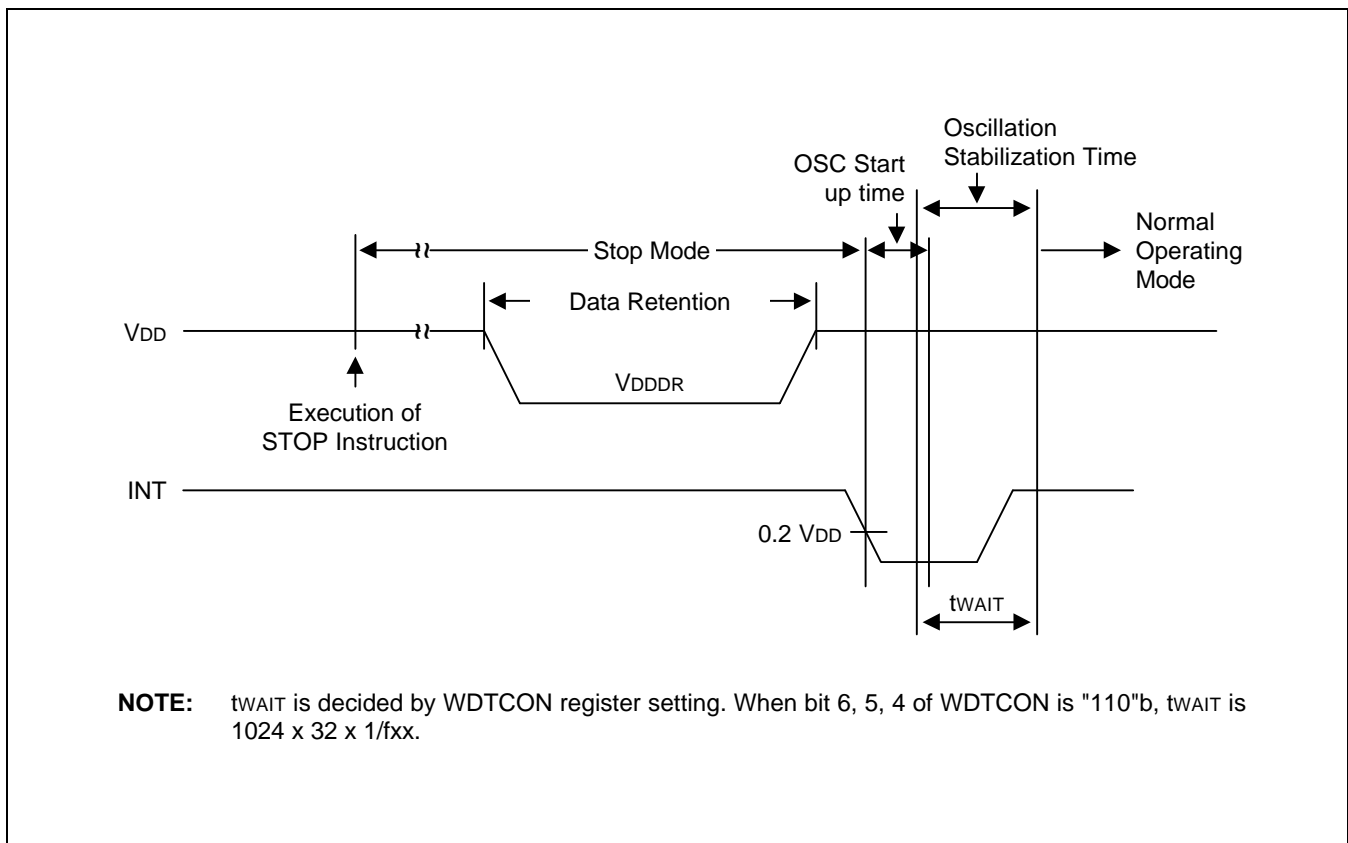 Oscillation
Stabilization Time
OSC Start
up time
Normal
Operating
Mode
Stop Mode
Data Retention
VDD
VDDDR
Execution of
STOP Instruction
INT
0.2 VDD
tWAIT
NOTE: tWAIT is decided by WDTCON register setting. When bit 6, 5, 4 of WDTCON is "110"b, tWAIT is
1024 x 32 x 1/fxx.